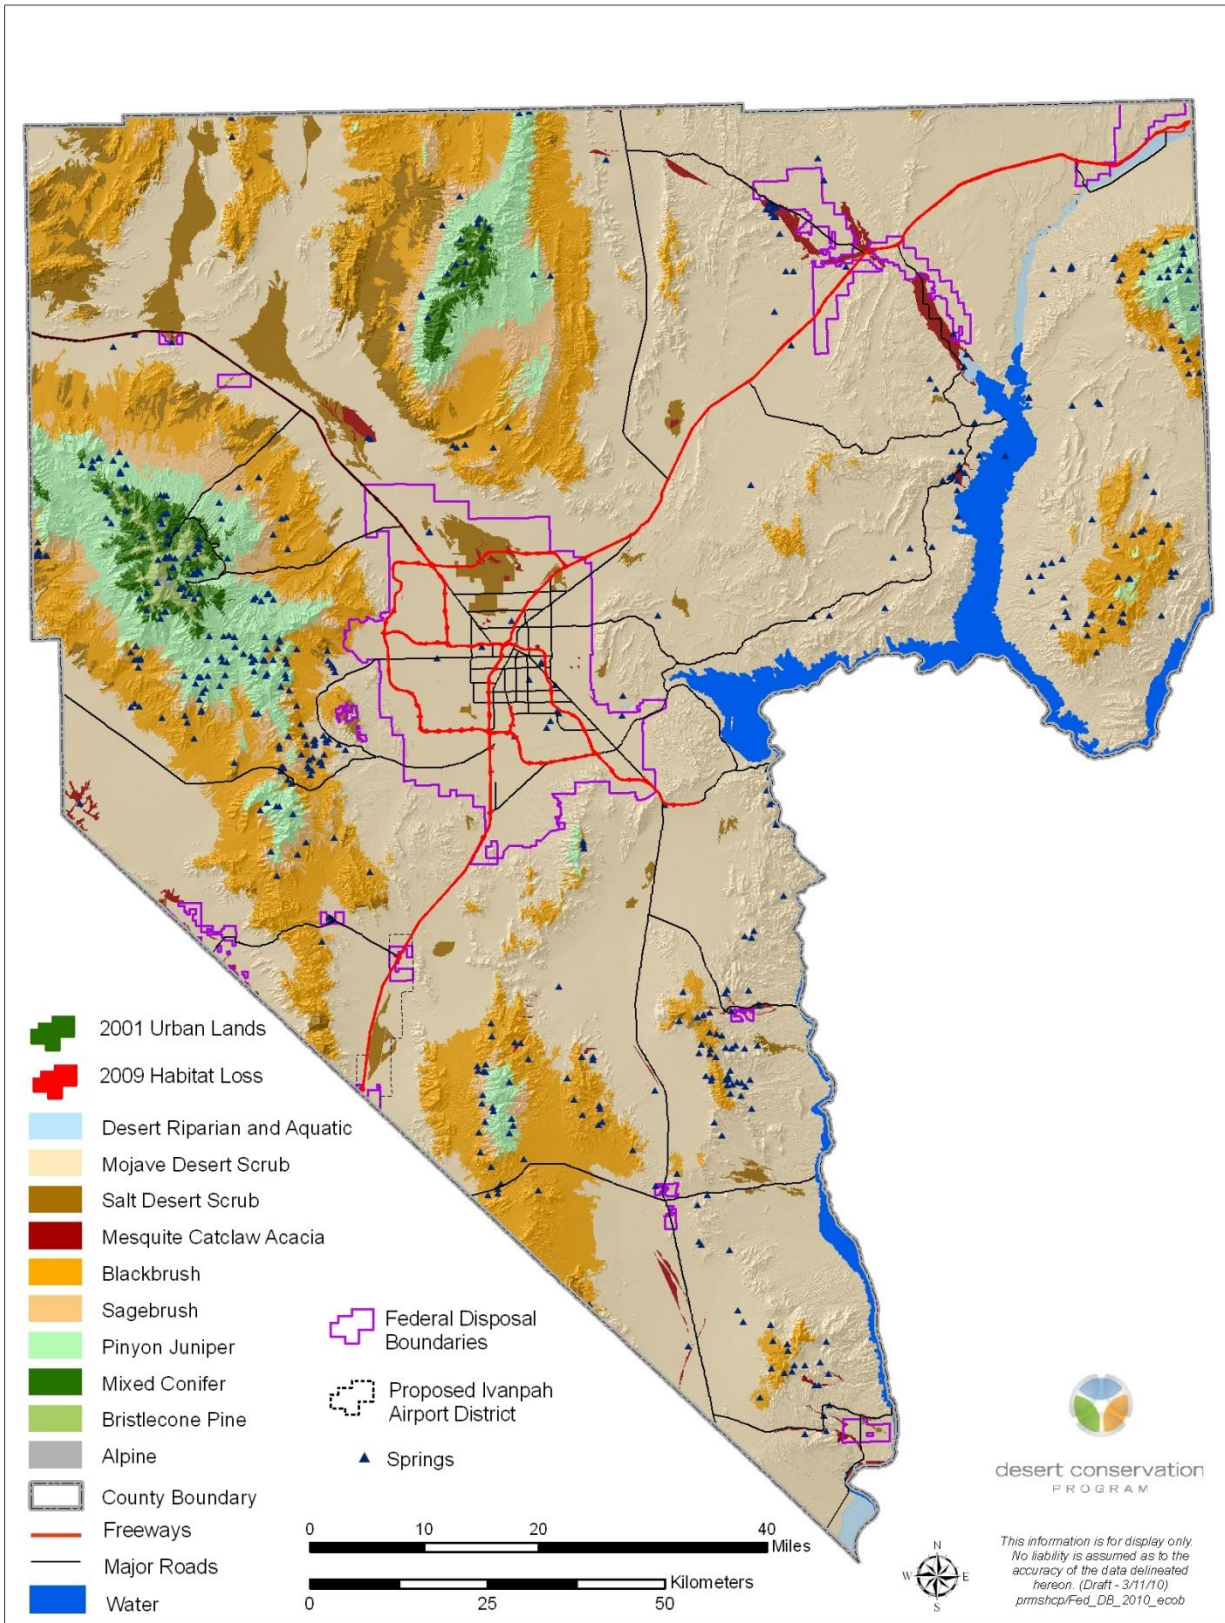 2001 Urban Lands
2009 Habitat Loss
Desert Riparian and Aquatic
Mojave Desert Scrub
Salt Desert Scrub
Mesquite Catclaw Acacia
Blackbrush
Sagebrush
Pinyon Juniper
Mixed Conifer
Bristlecone Pine
Alpine
County Boundary
Freeways
Major Roads
Water
Federal Disposal
Boundaries
Proposed Ivanpah
Airport District
Springs
0 10 20 40
Miles
Kilometers
0 25 50
desert conservation
PROGRAM
N
W E
S
This information is for display only.
No liability is assumed as to the
accuracy of the data delineated
hereon. (Draft - 3/11/10)
prmshcp/Fed_DB_2010_ecob